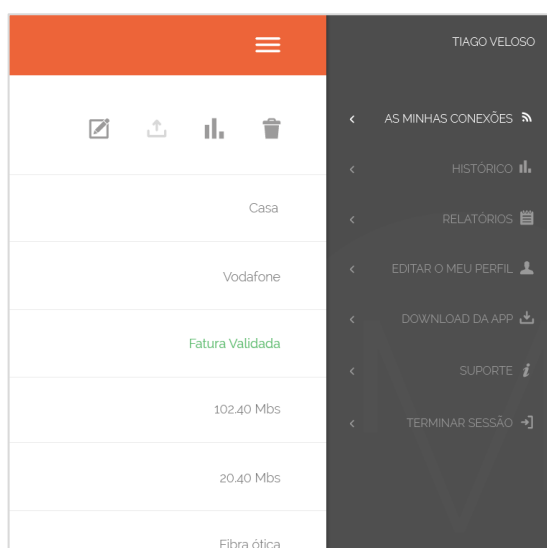 TIAGO VELOSO
AS MINHAS CONEXÕES
HISTÓRICO
RELATÓRIOS
EDITAR O MEU PERFIL
DOWNLOAD DA APP
SUPORTE
TERMINAR SESSÃO
Casa
Vodafone
Fatura Validada
102.40 Mbs
20.40 Mbs
Fibra ótica